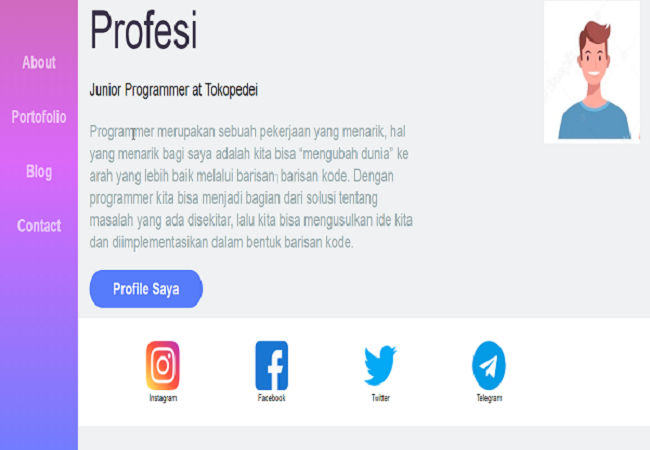 About
Portofolio
Blog
Contact
Profesi
Junior Programmer at Tokopedei
Programmer merupakan sebuah pekerjaan yang menarik, hal
yang menarik bagi saya adalah kita bisa “mengubah dunia” ke
arah yang lebih baik melalui barisan, barisan kode. Dengan
programmer kita bisa menjadi bagian dari solusi tentang
masalah yang ada disekitar, lalu kita bisa mengusulkan ide kita
dan diimplementasikan dalam bentuk barisan kode.
Profile Saya
Instagram
Facebook
Twitter
Telegram